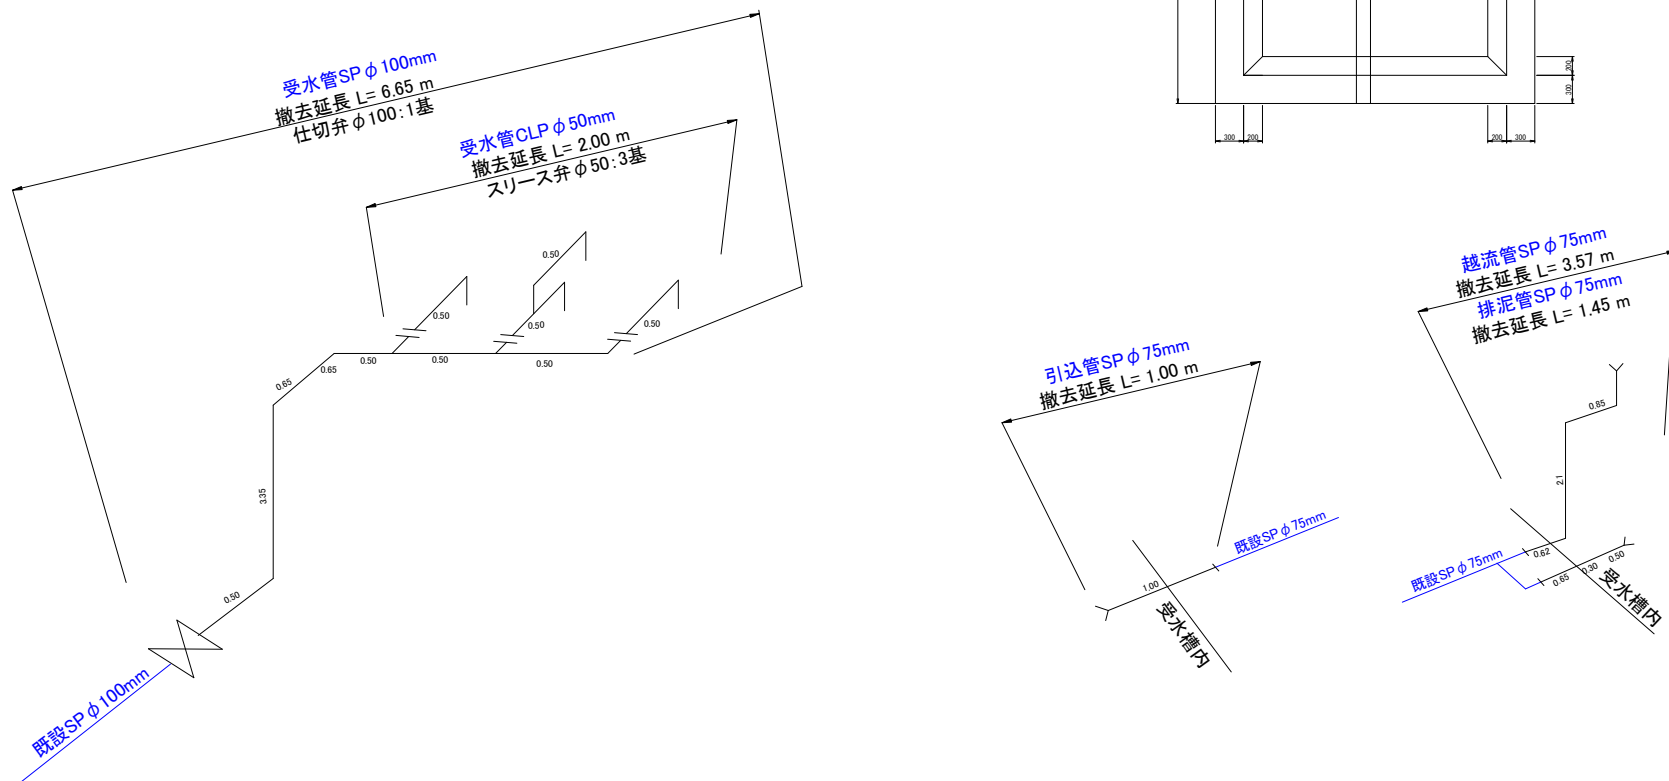 受水管SPφ100mm
撤去延長 L= 6.65 m
仕切弁φ100:1基
受水管CLPφ50mm
撤去延長 L= 2.00 m
スリース弁φ50:3基
0.50
0.50
0.50
0.50
0.50
0.50
0.50
0.65
0.65
3.35
0.50
既設SPφ100mm
200
300
300
200
200
300
引込管SPφ75mm
撤去延長 L= 1.00 m
既設SPφ75mm
1.00
受水槽内
越流管SPφ75mm
撤去延長 L= 3.57 m
排泥管SPφ75mm
撤去延長 L= 1.45 m
0.85
2.1
0.62
0.50
0.30
0.65
既設SPφ75mm
受水槽内